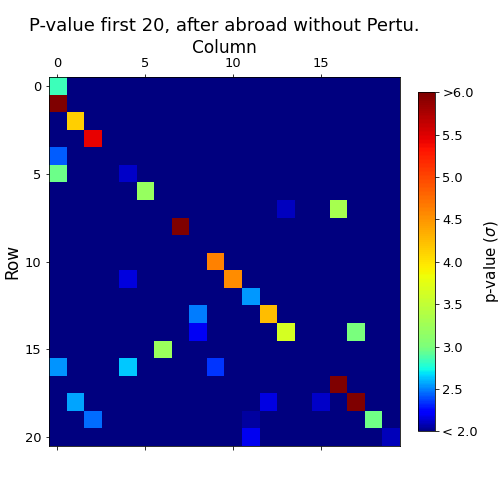 P-value first 20, after abroad without Pertu.
Column
0 5 10 15
0
5
10
15
20
Row
>6.0
5.5
5.0
4.5
4.0
3.5
3.0
2.5
< 2.0
p-value (σ)